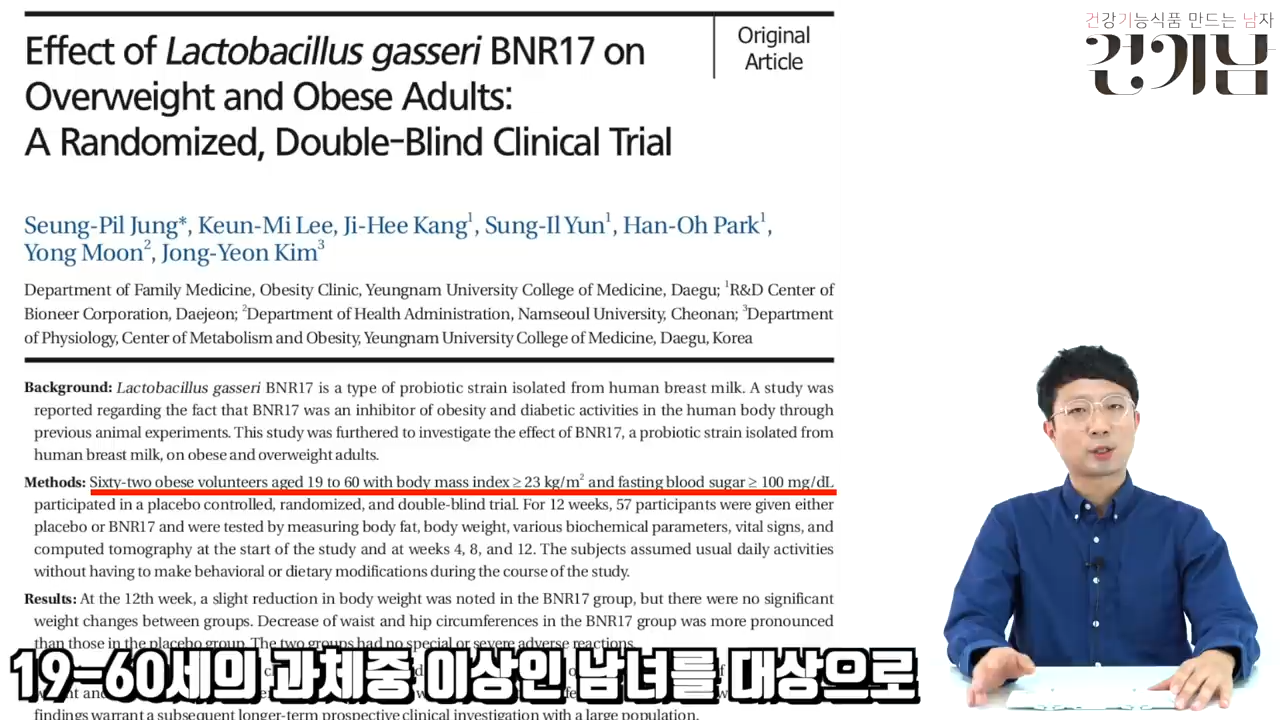 Effect of Lactobacillus gasseri BNR17 on
Overweight and Obese Adults:
A Randomized, Double-Blind Clinical Trial
Original
Article
건강기능식품 만드는 남자
건기남
Seung-Pil Jung*, Keun-Mi Lee, Ji-Hee Kang1, Sung-Il Yun1, Han-Oh Park1,
Yong Moon2, Jong-Yeon Kim3
Department of Family Medicine, Obesity Clinic, Yeungnam University College of Medicine, Daegu; 1R&D Center of
Bioneer Corporation, Daejeon; 2Department of Health Administration, Namseoul University, Cheonan; 3Department
of Physiology, Center of Metabolism and Obesity, Yeungnam University College of Medicine, Daegu, Korea
Background: Lactobacillus gasseri BNR17 is a type of probiotic strain isolated from human breast milk. A study was
reported regarding the fact that BNR17 was an inhibitor of obesity and diabetic activities in the human body through
previous animal experiments. This study was furthered to investigate the effect of BNR17, a probiotic strain isolated from
human breast milk, on obese and overweight adults.
Methods: Sixty-two obese volunteers aged 19 to 60 with body mass index ≥ 23 kg/m2 and fasting blood sugar ≥ 100 mg/dL
participated in a placebo controlled, randomized, and double-blind trial. For 12 weeks, 57 participants were given either
placebo or BNR17 and were tested by measuring body fat, body weight, various biochemical parameters, vital signs, and
computed tomography at the start of the study and at weeks 4, 8, and 12. The subjects assumed usual daily activities
without having to make behavioral or dietary modifications during the course of the study.
Results: At the 12th week, a slight reduction in body weight was noted in the BNR17 group, but there were no significant
weight changes between groups. Decrease of waist and hip circumferences in the BNR17 group was more pronounced
than those in the placebo group. The two groups had no special or severe adverse reactions.
19-60세의 과체중 이상인 남녀를 대상으로
findings warrant a subsequent longer-term prospective clinical investigation with a large population.